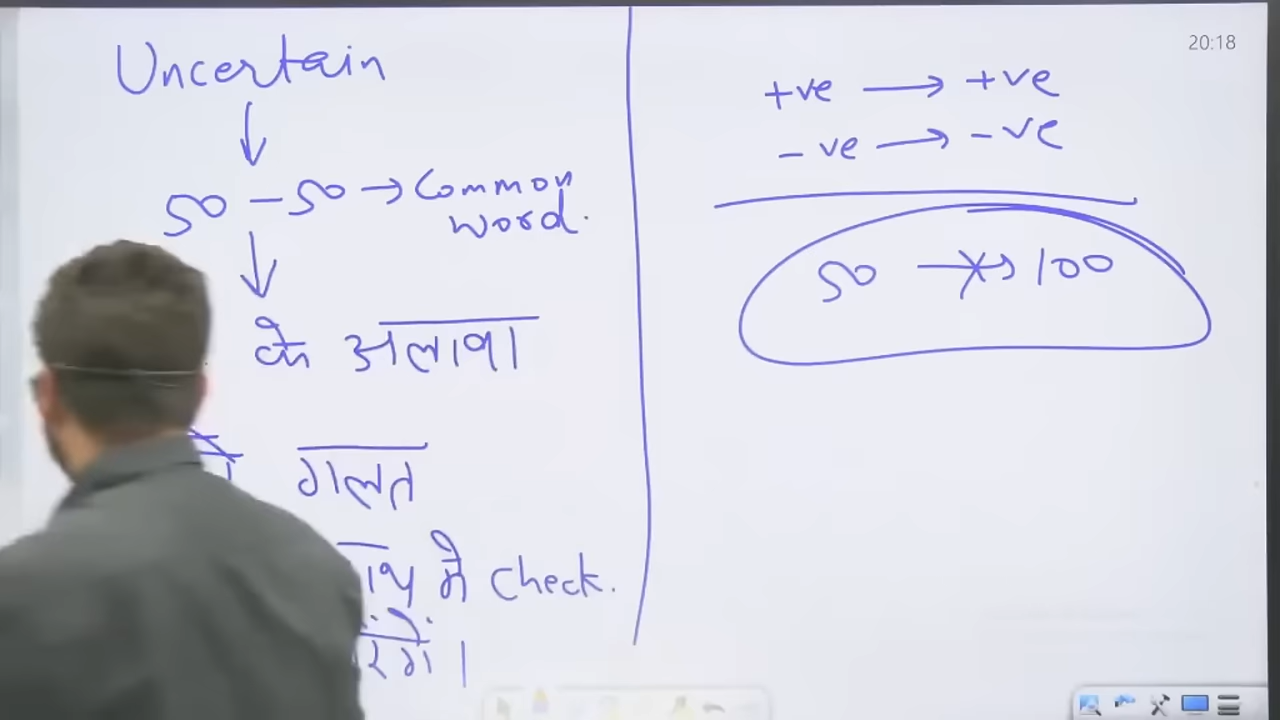 Uncertain
↓
50 – 50 → Common
word.
↓
के अलावा
गलत
में Check.
20:18
+ve → +ve
– ve → – ve
50 → 100